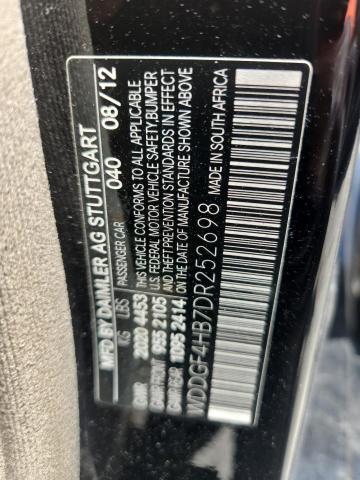 MFD BY DAIMLER AG STUTTGART
PASSENGER CAR 040 08/12
KG LBS
GVWR 2020 4453 THIS VEHICLE CONFORMS TO ALL APPLICABLE
GAWR FRONT 955 2105 U.S. FEDERAL MOTOR VEHICLE SAFETY, BUMPER
AND THEFT PREVENTION STANDARDS IN EFFECT
GAWR REAR 1095 2414 ON THE DATE OF MANUFACTURE SHOWN ABOVE
WDDGF4HB7DR252698 MADE IN SOUTH AFRICA